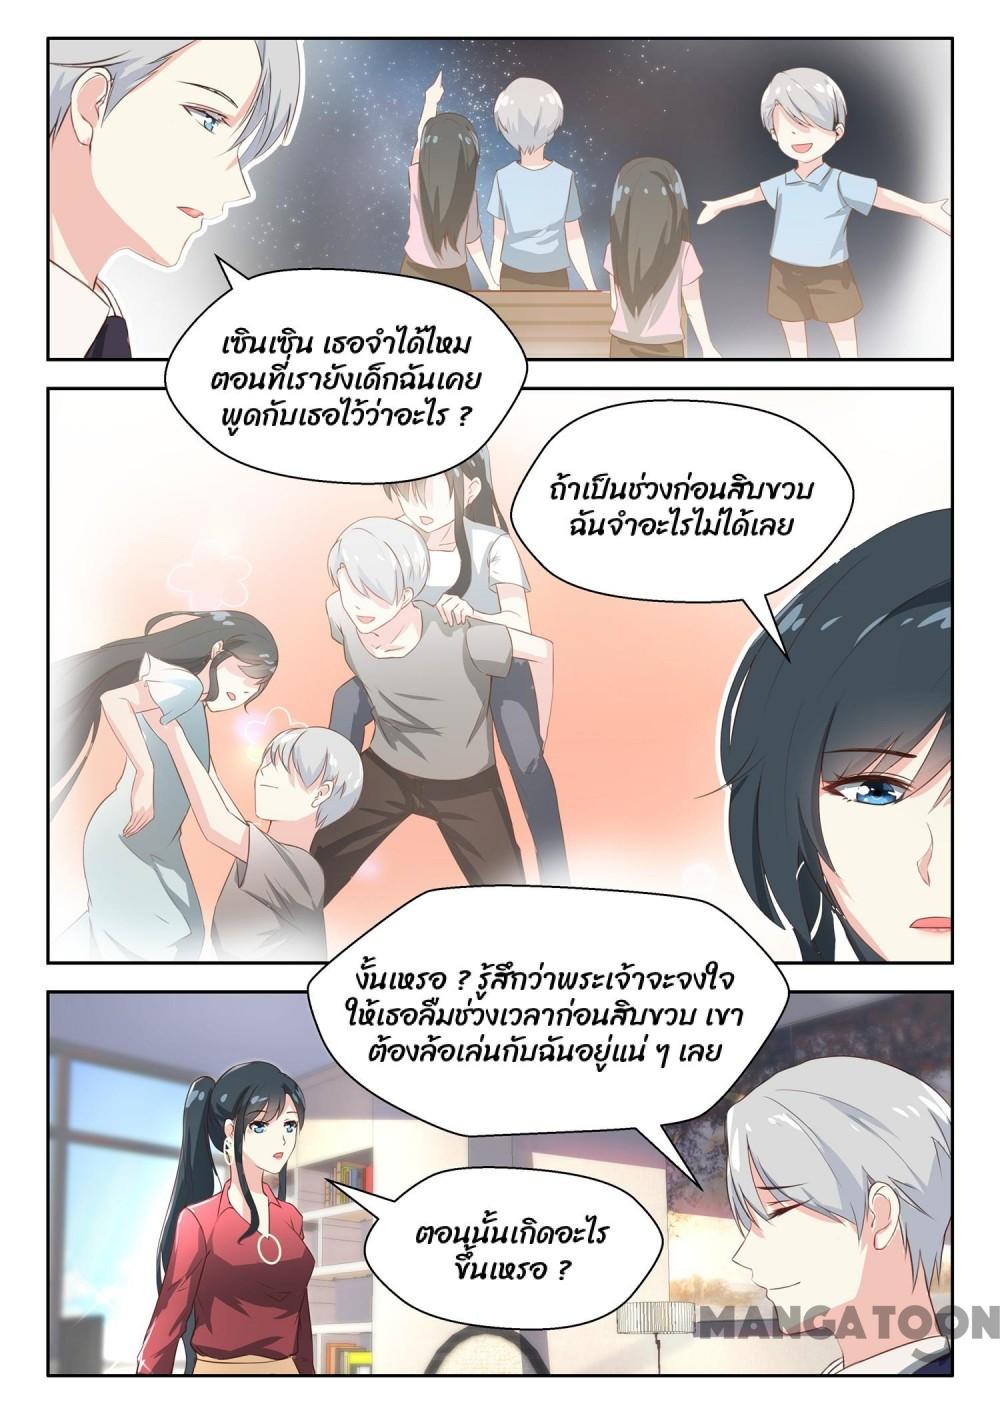 เซินเซิน เธอจำได้ไหม
ตอนที่เรายังเด็กฉันเคย
พูดกับเธอไว้ว่าอะไร ?
ถ้าเป็นช่วงก่อนสิบขวบ
ฉันจำอะไรไม่ได้เลย
งั้นเหรอ ? รู้สึกว่าพระเจ้าจะจงใจ
ให้เธอลืมช่วงเวลาก่อนสิบขวบ เขา
ต้องล้อเล่นกับฉันอยู่แน่ ๆ เลย
ตอนนั้นเกิดอะไร
ขึ้นเหรอ ?
MANGATOON